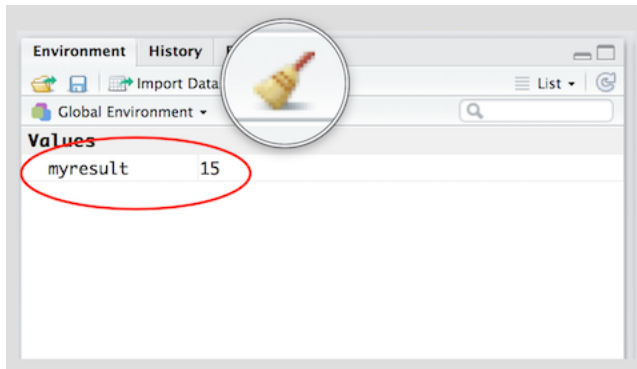 Environment History
Import Data
List
Global Environment
Values
myresult 15